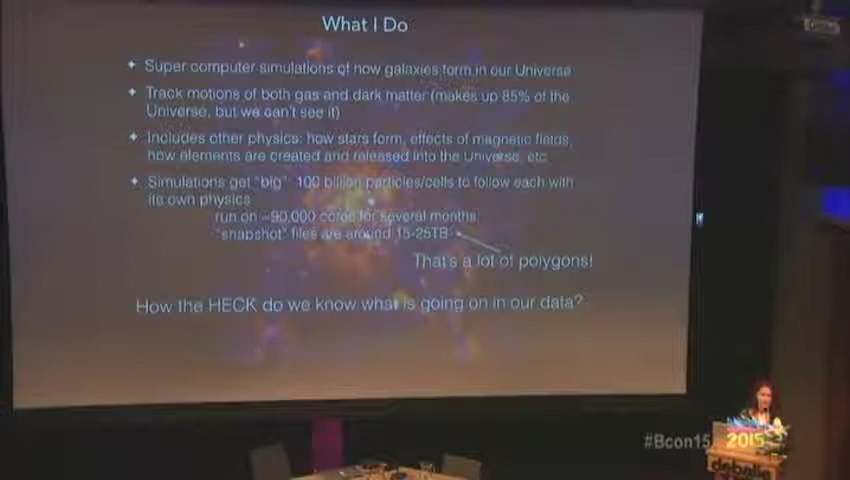 What I Do
Super computer simulations of how galaxies form in our Universe
Track motions of both gas and dark matter (makes up 85% of the
Universe, but we can't see it)
Includes other physics: how stars form, effects of magnetic fields,
how elements are created and released into the Universe, etc
Simulations get "big" 100 billion particles/cells to follow each with
its own physics
run on ~90,000 cores for several months
"snapshot" files are around 15-25TB
That's a lot of polygons!
How the HECK do we know what is going on in our data?
#Bcon15
2015
debalie